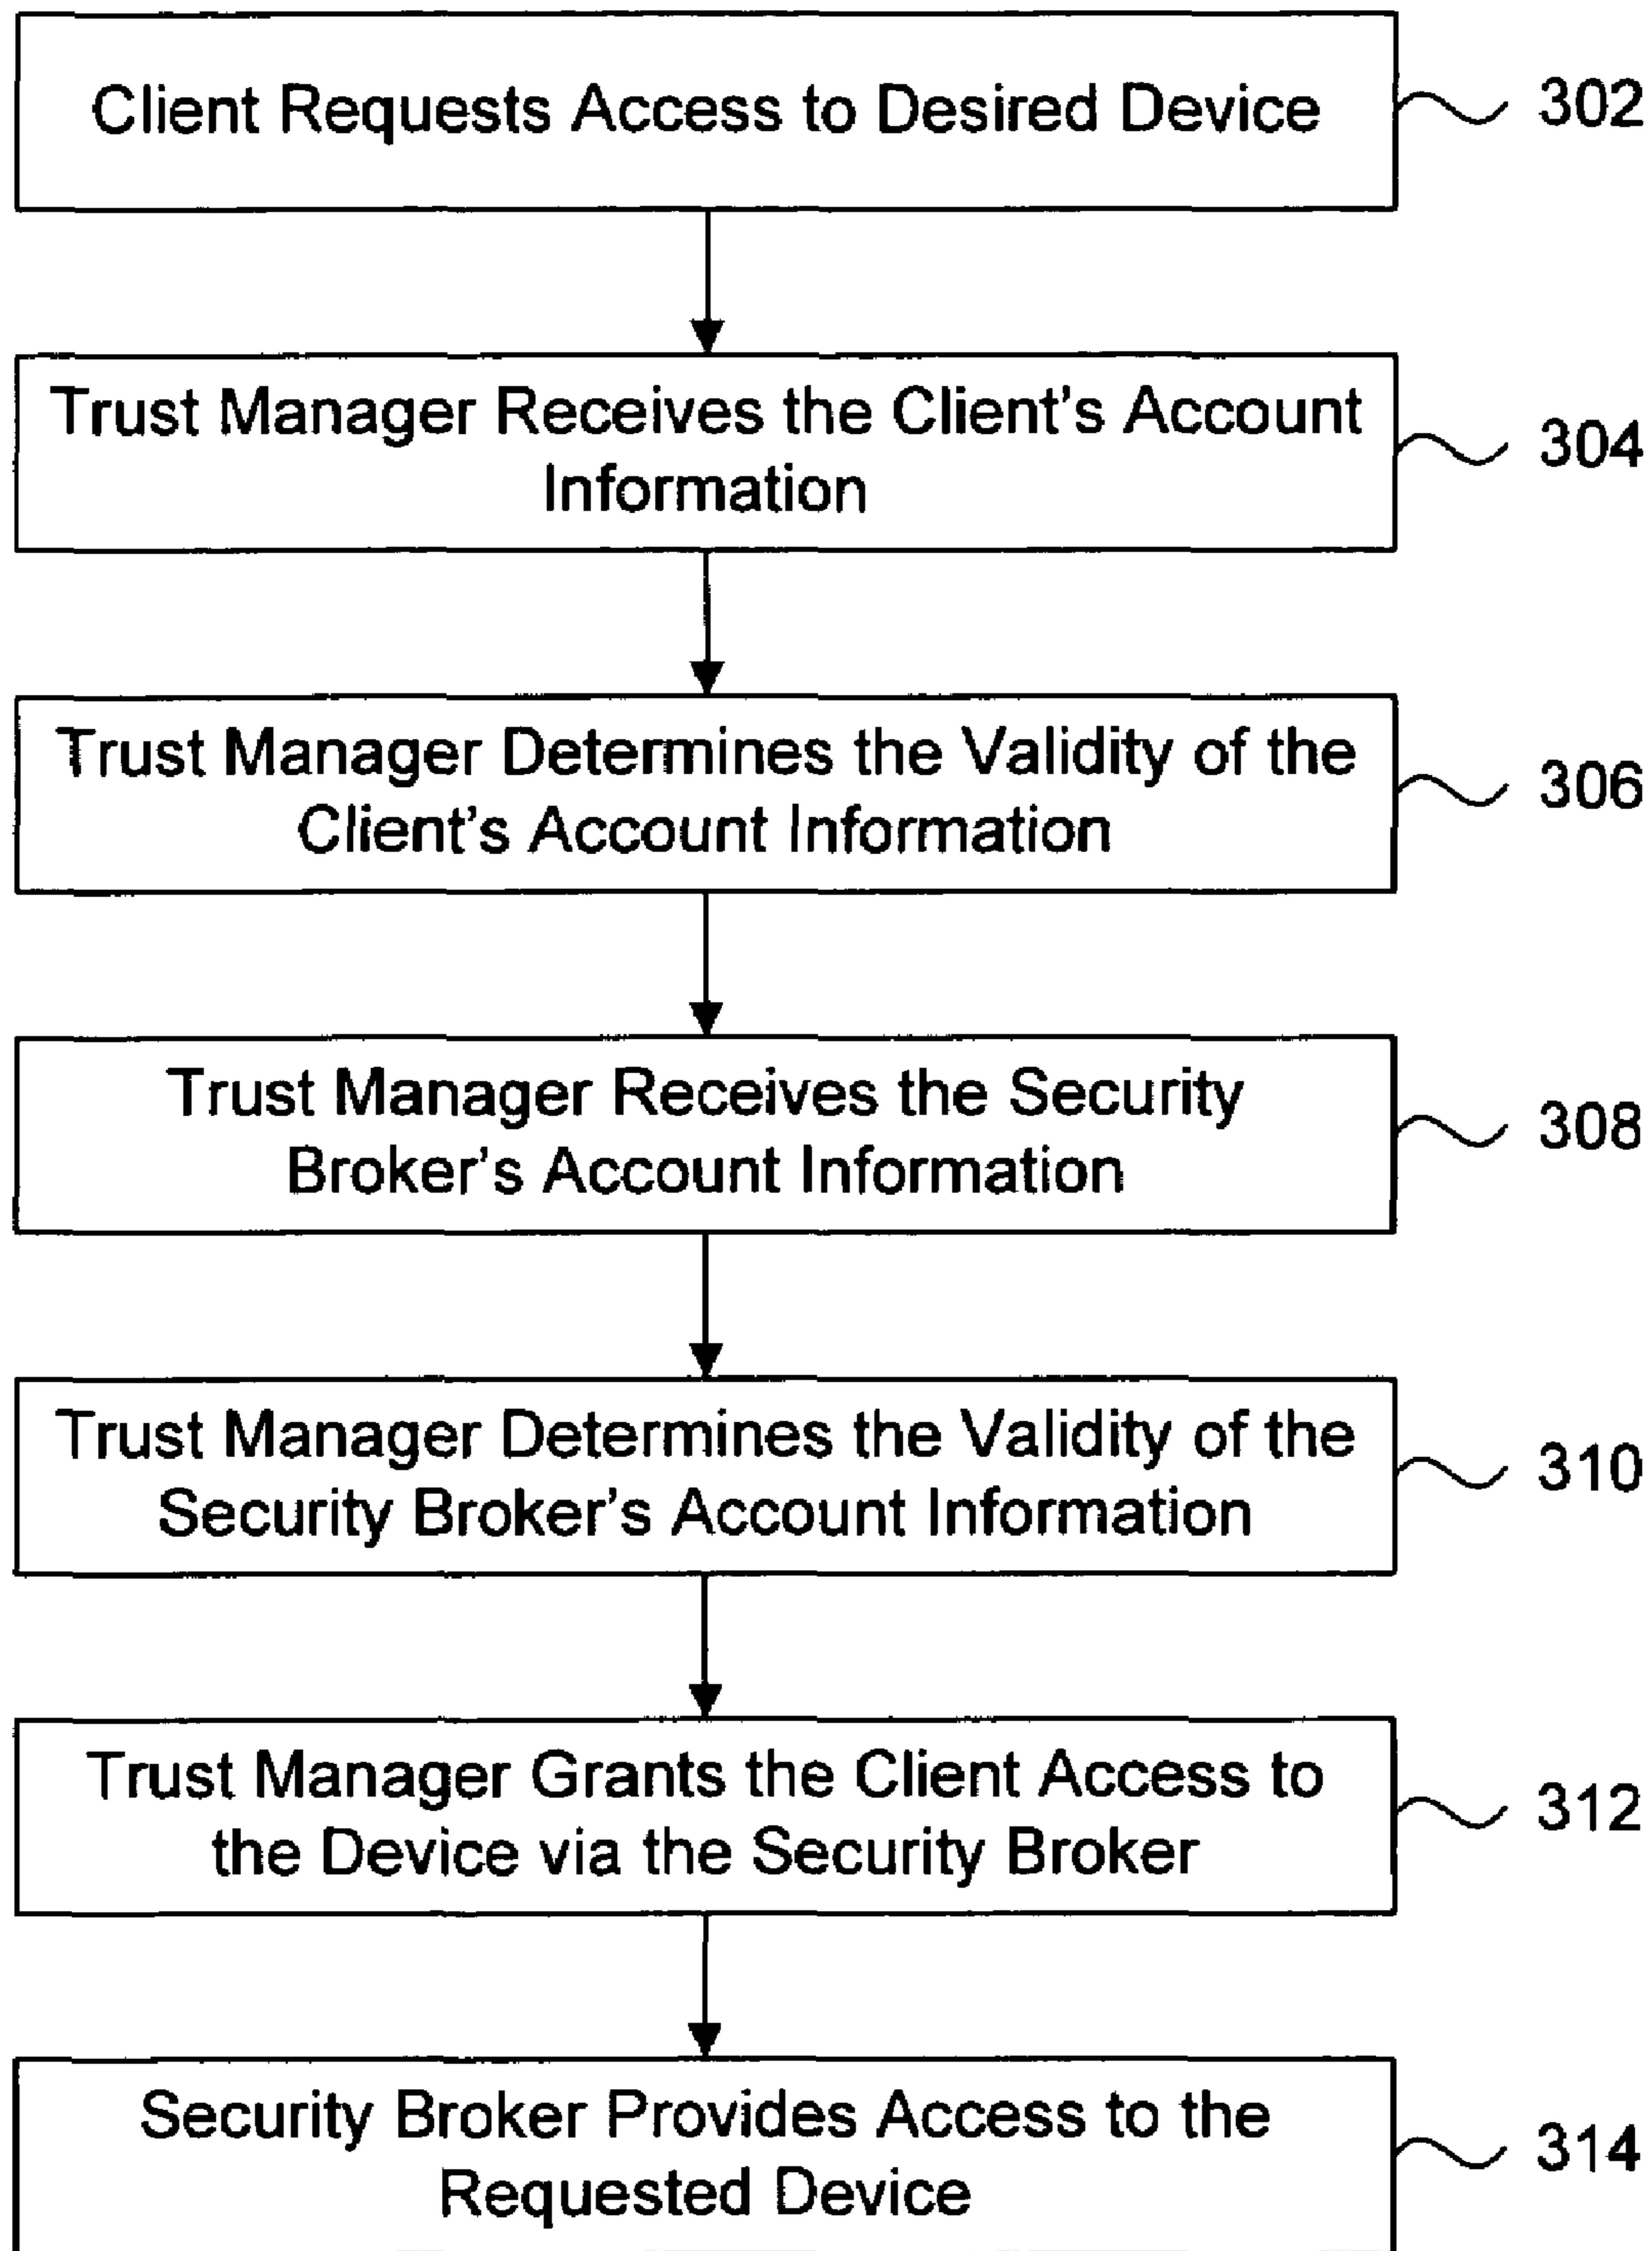 Client Requests Access to Desired Device
302
Trust Manager Receives the Client's Account
Information
304
Trust Manager Determines the Validity of the
Client's Account Information
306
Trust Manager Receives the Security
Broker's Account Information
308
Trust Manager Determines the Validity of the
Security Broker's Account Information
310
Trust Manager Grants the Client Access to
the Device via the Security Broker
312
Security Broker Provides Access to the
Requested Device
314